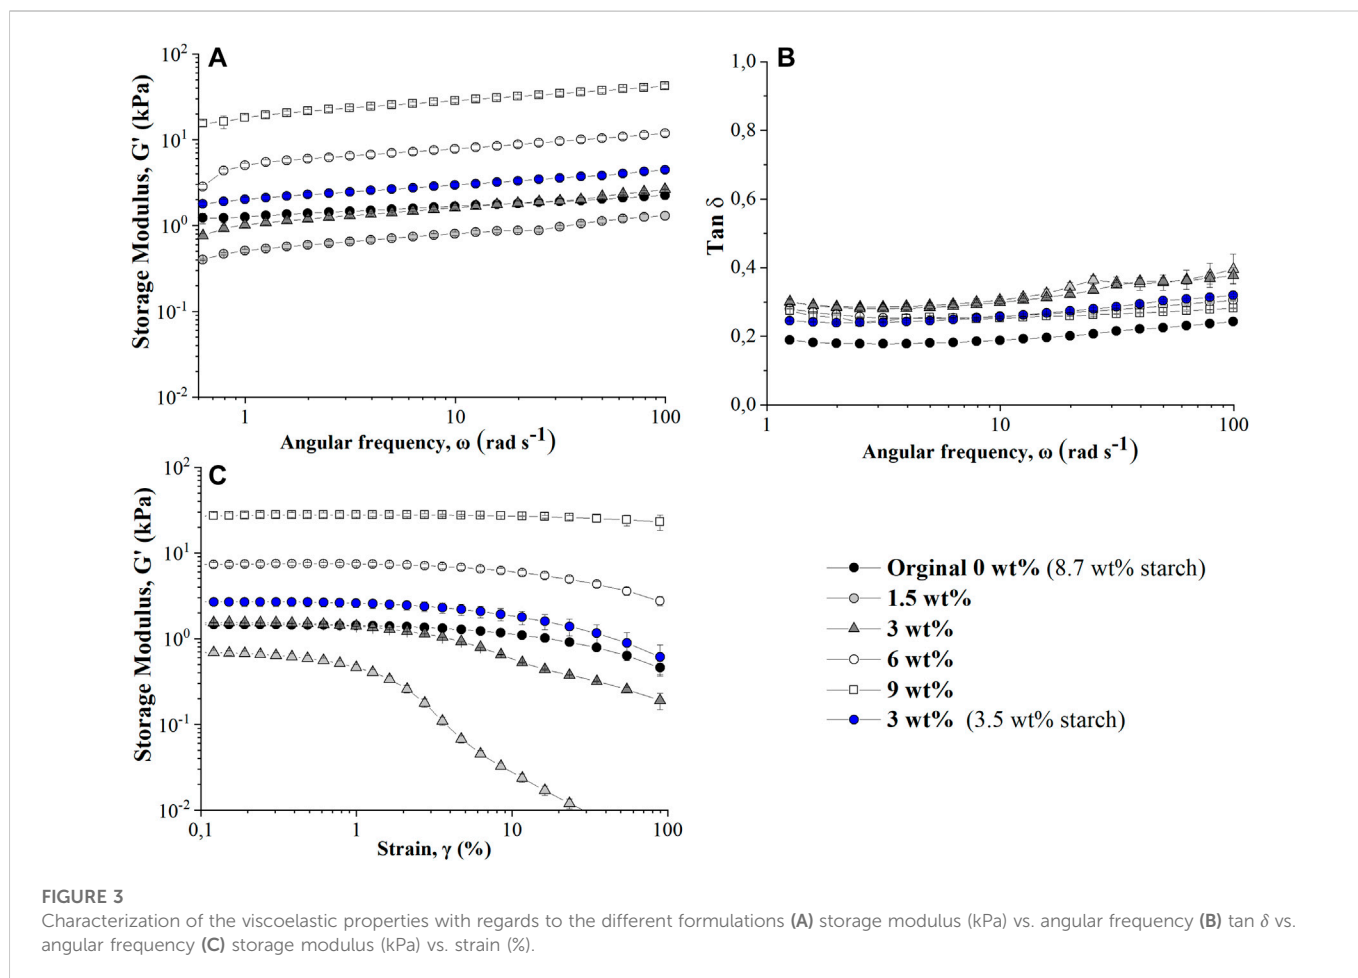 A
10²
10¹
10⁰
10⁻¹
10⁻²
Storage Modulus, G' (kPa)
1
10
100
Angular frequency, ω (rad s⁻¹)
B
1,0
0,8
0,6
0,4
0,2
0,0
Tan δ
1
10
100
Angular frequency, ω (rad s⁻¹)
C
10²
10¹
10⁰
10⁻¹
10⁻²
Storage Modulus, G' (kPa)
0,1
1
10
100
Strain, γ (%)
Orginal 0 wt% (8.7 wt% starch)
1.5 wt%
3 wt%
6 wt%
9 wt%
3 wt% (3.5 wt% starch)
FIGURE 3
Characterization of the viscoelastic properties with regards to the different formulations (A) storage modulus (kPa) vs. angular frequency (B) tan δ vs.
angular frequency (C) storage modulus (kPa) vs. strain (%).